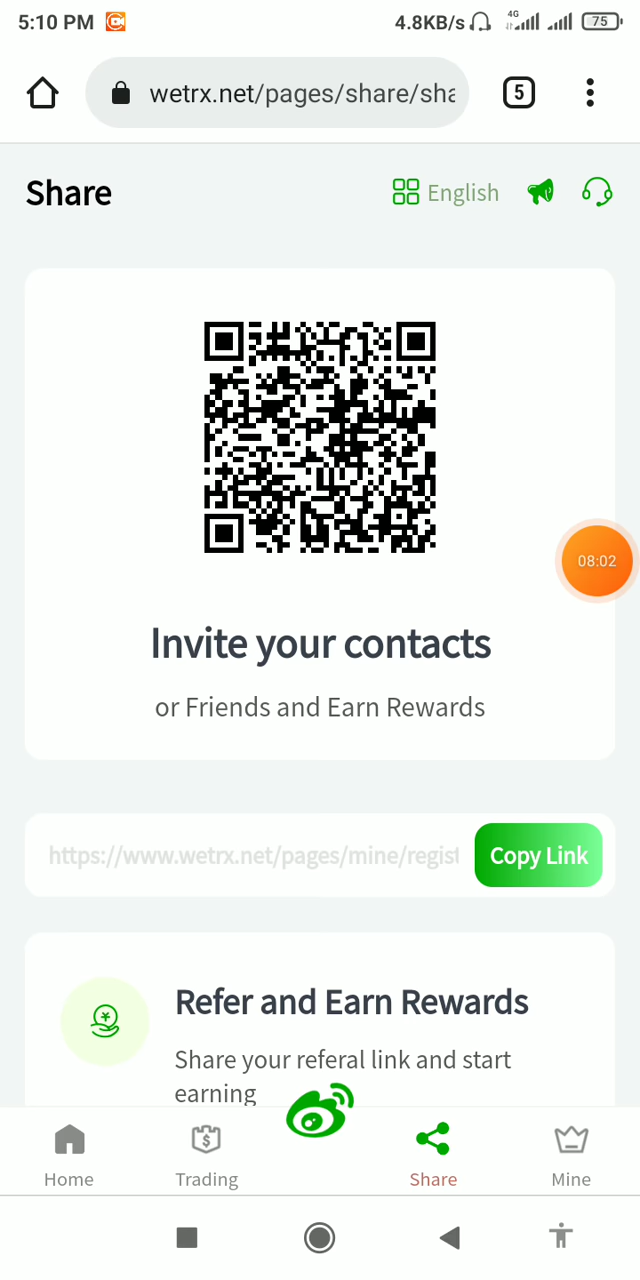 5:10 PM
4.8KB/s
4G
75
wetrx.net/pages/share/sha
5
Share
English
08:02
Invite your contacts
or Friends and Earn Rewards
https://www.wetrx.net/pages/mine/regist
Copy Link
Refer and Earn Rewards
Share your referal link and start
earning
Home
Trading
Share
Mine